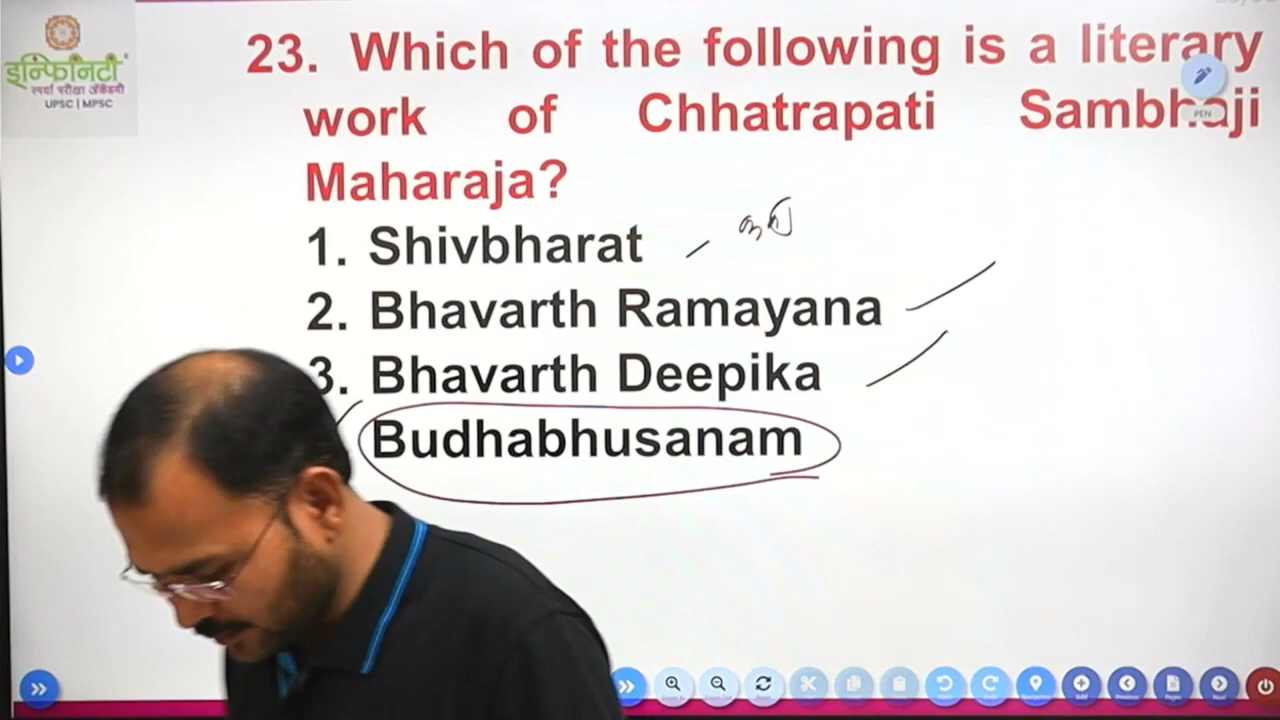 इन्फिनिटी
स्पर्धा परीक्षा अ‍ॅकॅडमी
UPSC | MPSC
23. Which of the following is a literary
work of Chhatrapati Sambhaji
Maharaja?
PEN
1. Shivbharat
2. Bhavarth Ramayana
3. Bhavarth Deepika
Budhabhusanam